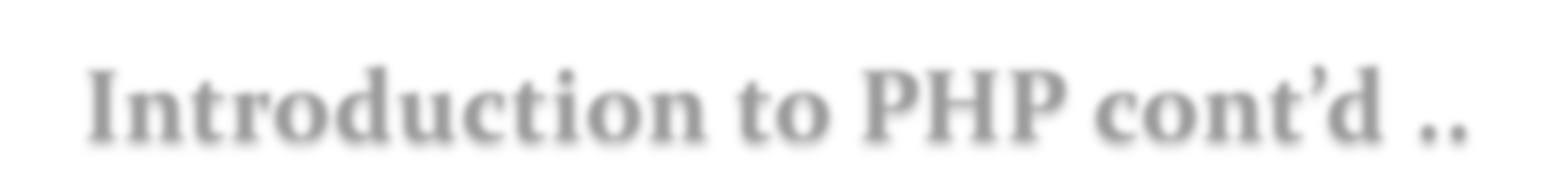 Introduction to PHP cont’d ..